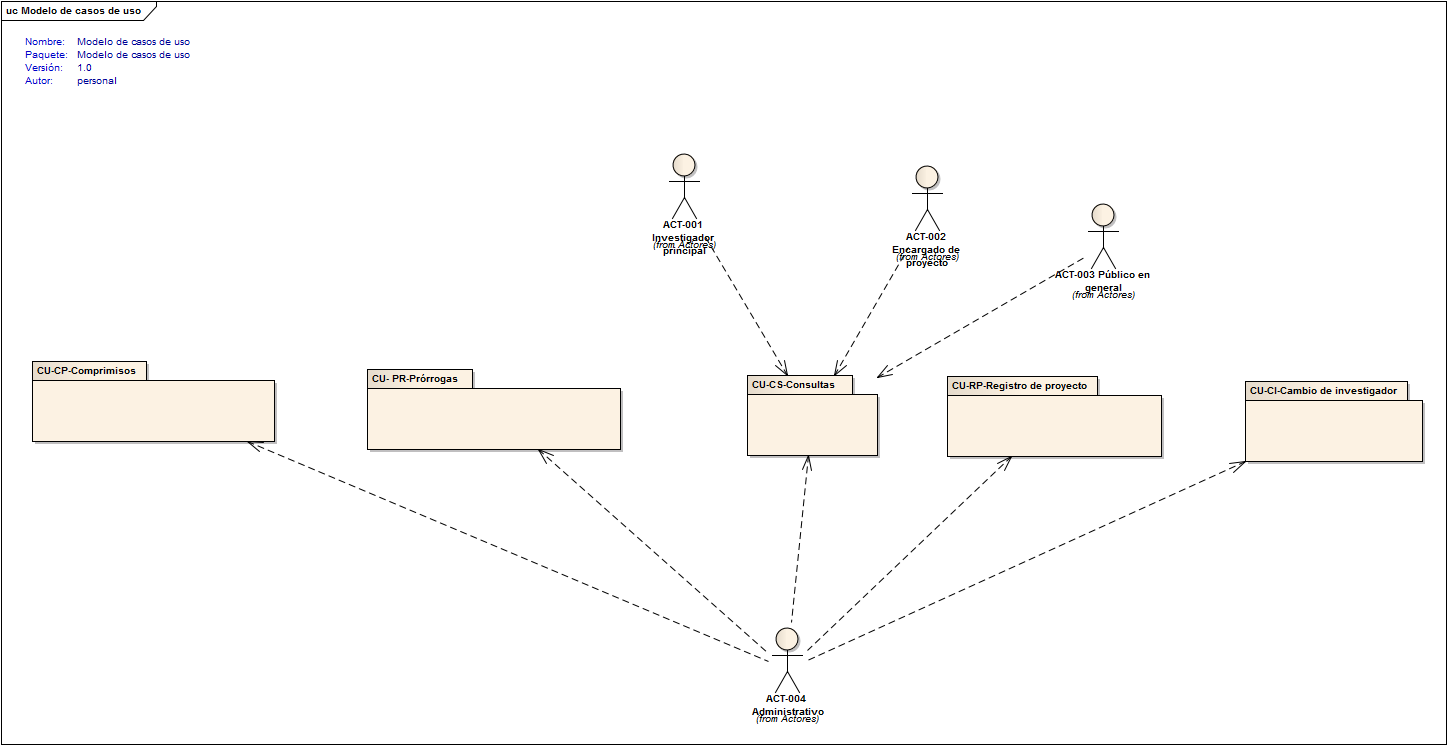 uc Modelo de casos de uso
Nombre: Modelo de casos de uso
Paquete: Modelo de casos de uso
Versión: 1.0
Autor: personal
ACT-001
Investigador
principal
(from Actores)
ACT-002
Encargado de
proyecto
(from Actores)
ACT-003 Público en
general
(from Actores)
CU-CP-Comprimisos
CU- PR-Prórrogas
CU-CS-Consultas
CU-RP-Registro de proyecto
CU-CI-Cambio de investigador
ACT-004
Administrativo
(from Actores)